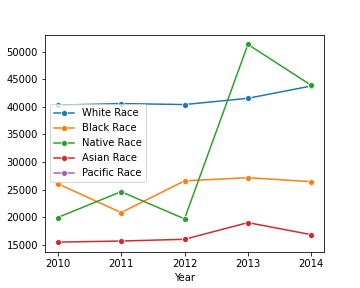 50000
45000
40000
35000
30000
25000
20000
15000
White Race
Black Race
Native Race
Asian Race
Pacific Race
2010 2011 2012 2013 2014
Year